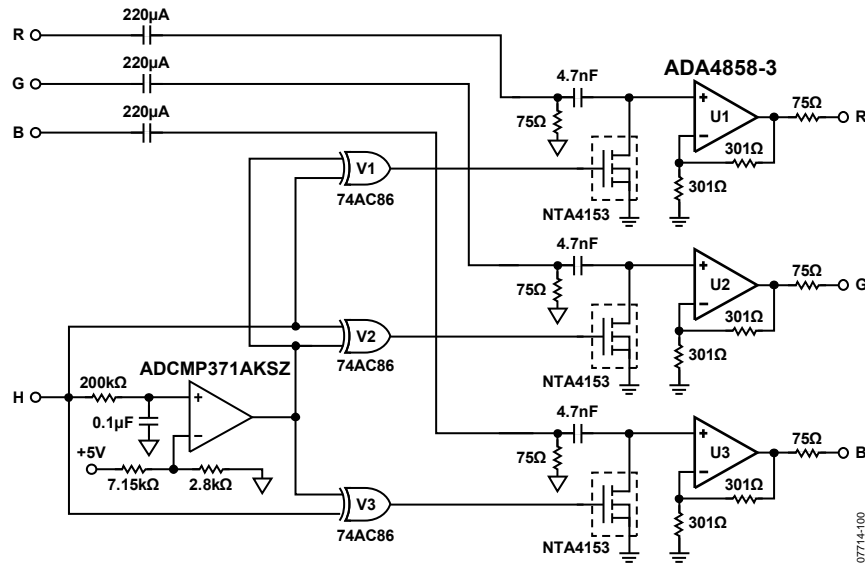 220μA
R
220μA
G
220μA
B
4.7nF
ADA4858-3
75Ω
U1
75Ω
R
301Ω
301Ω
V1
74AC86
NTA4153
4.7nF
75Ω
U2
75Ω
G
301Ω
301Ω
V2
74AC86
NTA4153
ADCMP371AKSZ
H
200kΩ
0.1μF
+5V
7.15kΩ
2.8kΩ
4.7nF
75Ω
U3
75Ω
B
301Ω
301Ω
V3
74AC86
NTA4153
07714-100